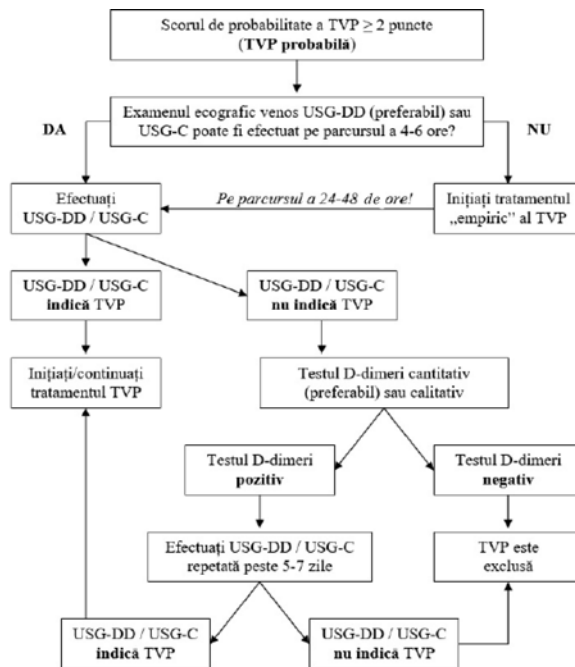 Scorul de probabilitate a TVP ≥ 2 puncte
(TVP probabilă)
Examenul ecografic venos USG-DD (preferabil) sau
USG-C poate fi efectuat pe parcursul a 4-6 ore?
DA
NU
Efectuați
USG-DD / USG-C
Pe parcursul a 24-48 de ore!
Inițiați tratamentul
„empiric” al TVP
USG-DD / USG-C
indică TVP
USG-DD / USG-C
nu indică TVP
Inițiați/continuați
tratamentul TVP
Testul D-dimeri cantitativ
(preferabil) sau calitativ
Testul D-dimeri
pozitiv
Testul D-dimeri
negativ
Efectuați USG-DD / USG-C
repetată peste 5-7 zile
TVP este
exclusă
USG-DD / USG-C
indică TVP
USG-DD / USG-C
nu indică TVP